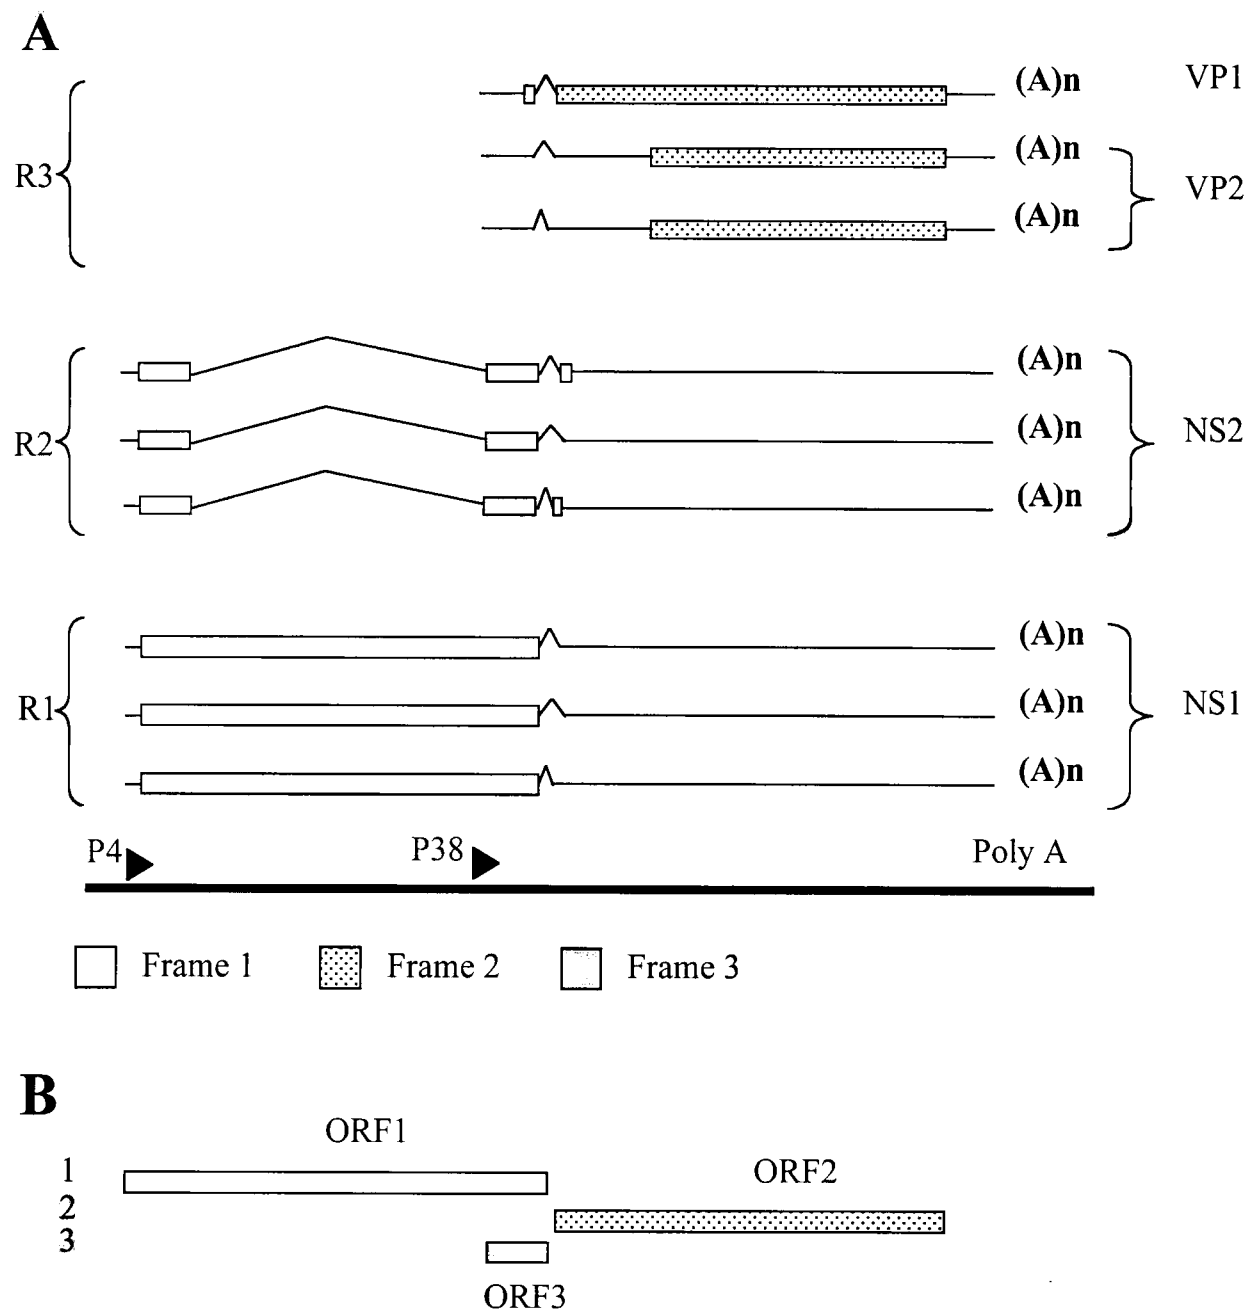 A
(A)n VP1
(A)n
R3 VP2
(A)n
(A)n
(A)n
R2 NS2
(A)n
(A)n
(A)n
R1 NS1
(A)n
P4 P38 Poly A
Frame 1 Frame 2 Frame 3
B
ORF1
1 ORF2
2
3
ORF3